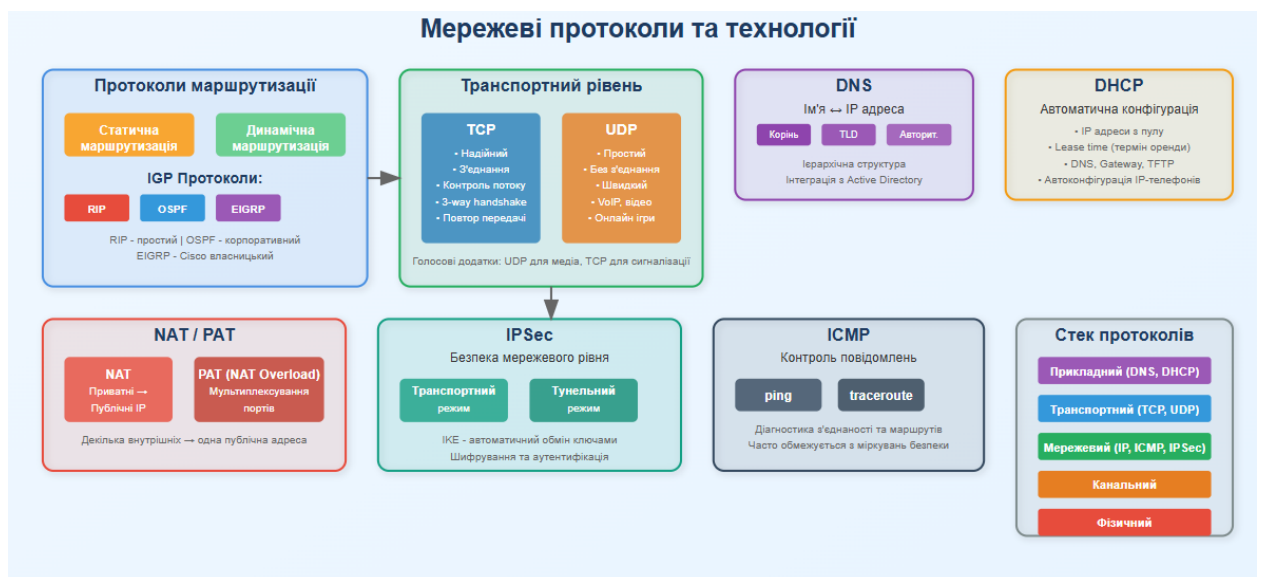 Мережеві протоколи та технології
Протоколи маршрутизації
Статична
маршрутизація
Динамічна
маршрутизація
IGP Протоколи:
RIP
OSPF
EIGRP
RIP - простий | OSPF - корпоративний
EIGRP - Cisco власницький
Транспортний рівень
TCP
• Надійний
• З'єднання
• Контроль потоку
• 3-way handshake
• Повтор передачі
UDP
• Простий
• Без з'єднання
• Швидкий
• VoIP, відео
• Онлайн ігри
Голосові додатки: UDP для медіа, TCP для сигналізації
DNS
Ім'я ↔ IP адреса
Корінь
TLD
Авторит.
Ієрархічна структура
Інтеграція з Active Directory
DHCP
Автоматична конфігурація
• IP адреси з пулу
• Lease time (термін оренди)
• DNS, Gateway, TFTP
• Автоконфігурація IP-телефонів
NAT / PAT
NAT
Приватні →
Публічні IP
PAT (NAT Overload)
Мультиплексування
портів
Декілька внутрішніх → одна публічна адреса
IPSec
Безпека мережевого рівня
Транспортний
режим
Тунельний
режим
IKE - автоматичний обмін ключами
Шифрування та аутентифікація
ICMP
Контроль повідомлень
ping
traceroute
Діагностика з'єднаності та маршрутів
Часто обмежується з міркувань безпеки
Стек протоколів
Прикладний (DNS, DHCP)
Транспортний (TCP, UDP)
Мережевий (IP, ICMP, IPSec)
Канальний
Фізичний